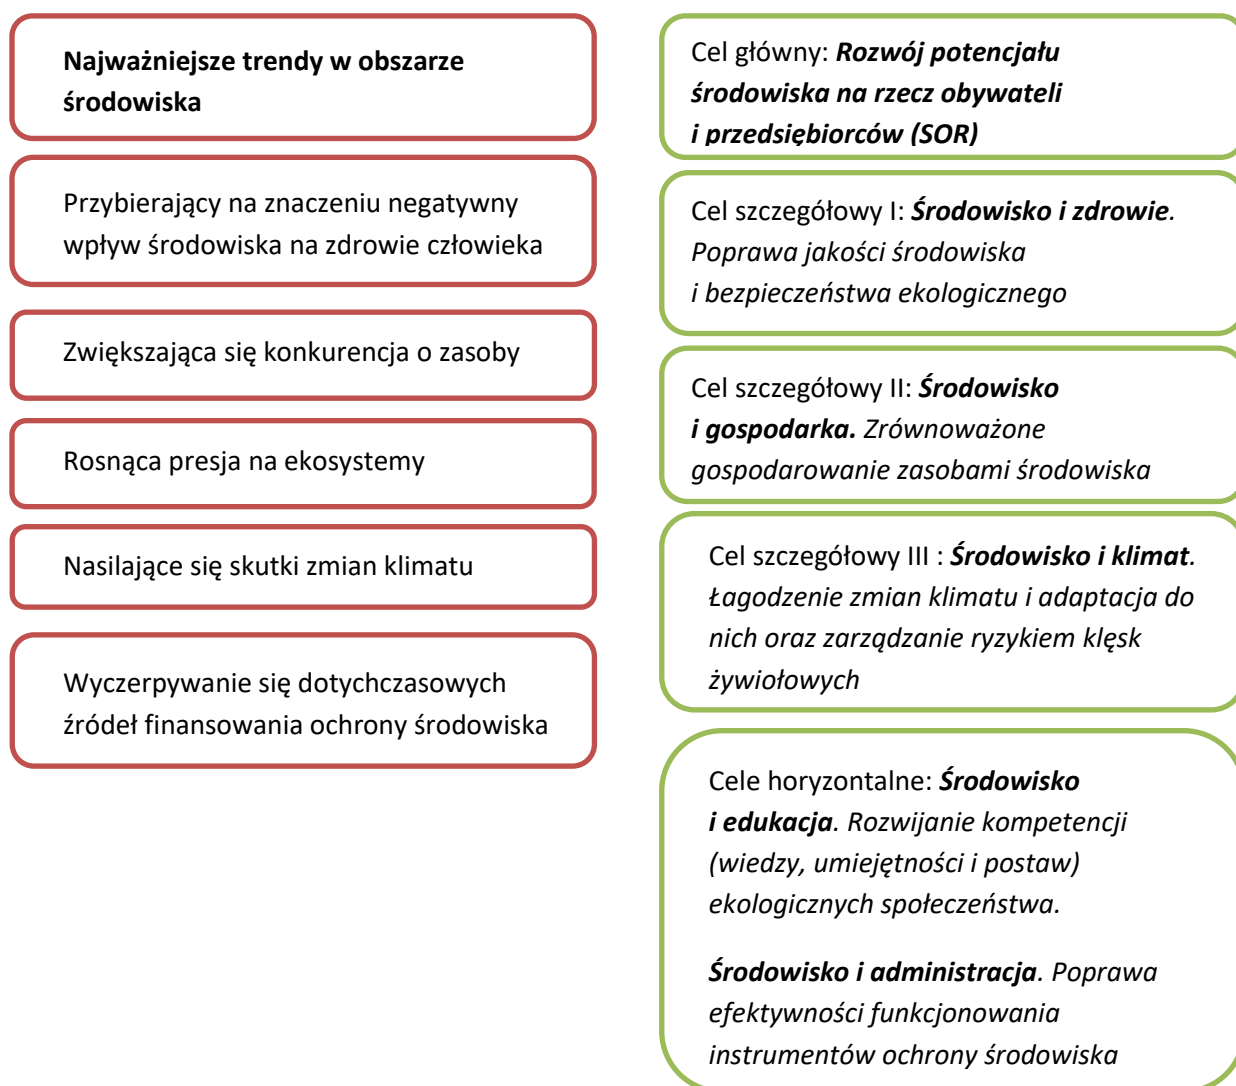 Najważniejsze trendy w obszarze
środowiska
Przybierający na znaczeniu negatywny
wpływ środowiska na zdrowie człowieka
Zwiększająca się konkurencja o zasoby
Rosnąca presja na ekosystemy
Nasilające się skutki zmian klimatu
Wyczerpywanie się dotychczasowych
źródeł finansowania ochrony środowiska
Cel główny: Rozwój potencjału
środowiska na rzecz obywateli
i przedsiębiorców (SOR)
Cel szczegółowy I: Środowisko i zdrowie.
Poprawa jakości środowiska
i bezpieczeństwa ekologicznego
Cel szczegółowy II: Środowisko
i gospodarka. Zrównoważone
gospodarowanie zasobami środowiska
Cel szczegółowy III : Środowisko i klimat.
Łagodzenie zmian klimatu i adaptacja do
nich oraz zarządzanie ryzykiem klęsk
żywiołowych
Cele horyzontalne: Środowisko
i edukacja. Rozwijanie kompetencji
(wiedzy, umiejętności i postaw)
ekologicznych społeczeństwa.
Środowisko i administracja. Poprawa
efektywności funkcjonowania
instrumentów ochrony środowiska